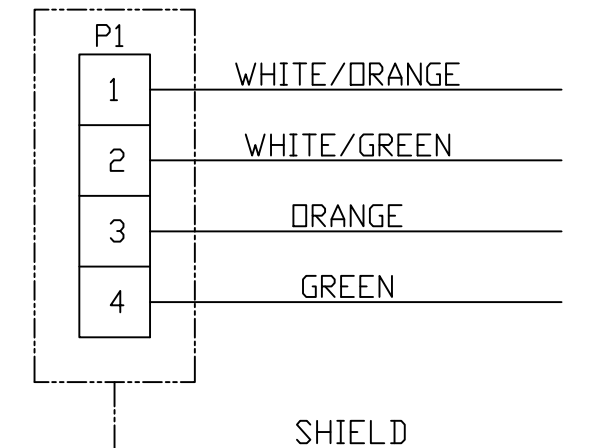 P1
1 WHITE/ORANGE
2 WHITE/GREEN
3 ORANGE
4 GREEN
SHIELD